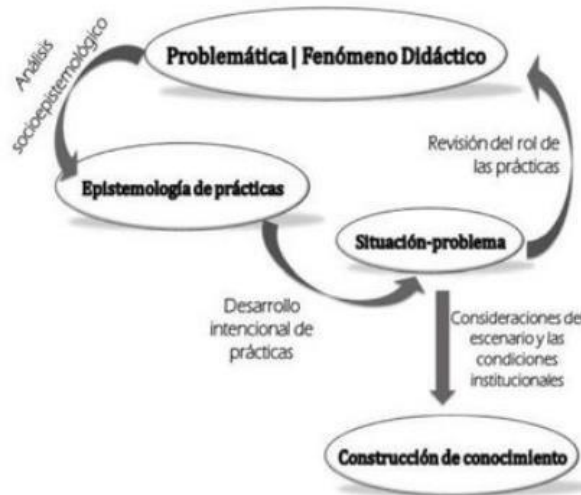 Análisis
socioepistemológico
Problemática | Fenómeno Didáctico
Revisión del rol de
las prácticas
Epistemología de prácticas
Situación-problema
Desarrollo
intencional de
prácticas
Consideraciones de
escenario y las
condiciones
institucionales
Construcción de conocimiento